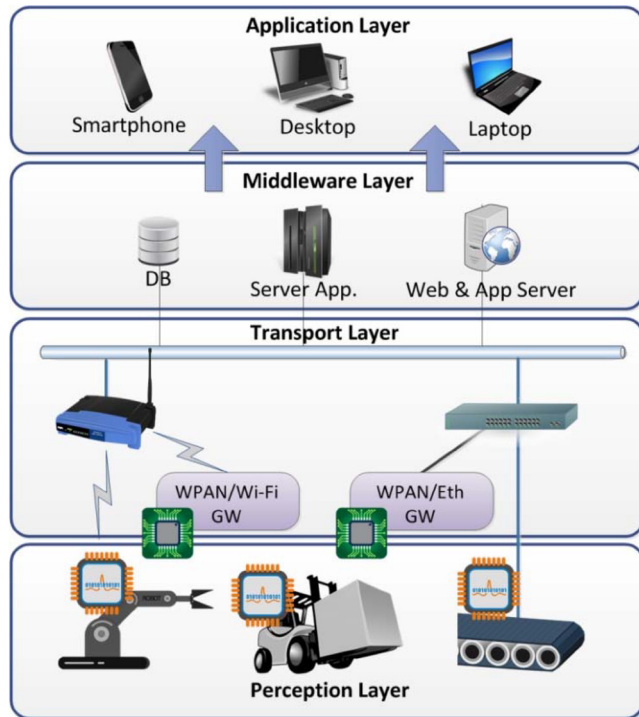 Application Layer
Smartphone
Desktop
Laptop
Middleware Layer
DB
Server App.
Web & App Server
Transport Layer
WPAN/Wi-Fi
GW
WPAN/Eth
GW
ROBOT
Perception Layer